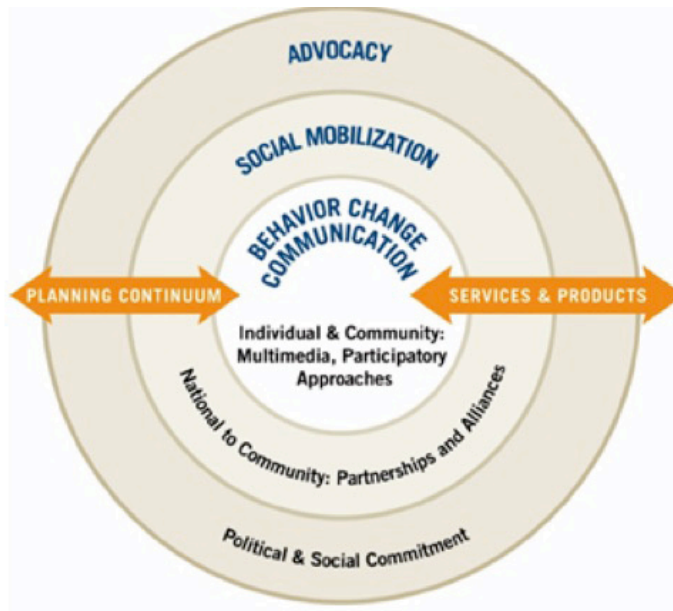 ADVOCACY
SOCIAL MOBILIZATION
BEHAVIOR CHANGE
COMMUNICATION
PLANNING CONTINUUM
SERVICES & PRODUCTS
Individual & Community:
Multimedia, Participatory
Approaches
National to Community: Partnerships and Alliances
Political & Social Commitment